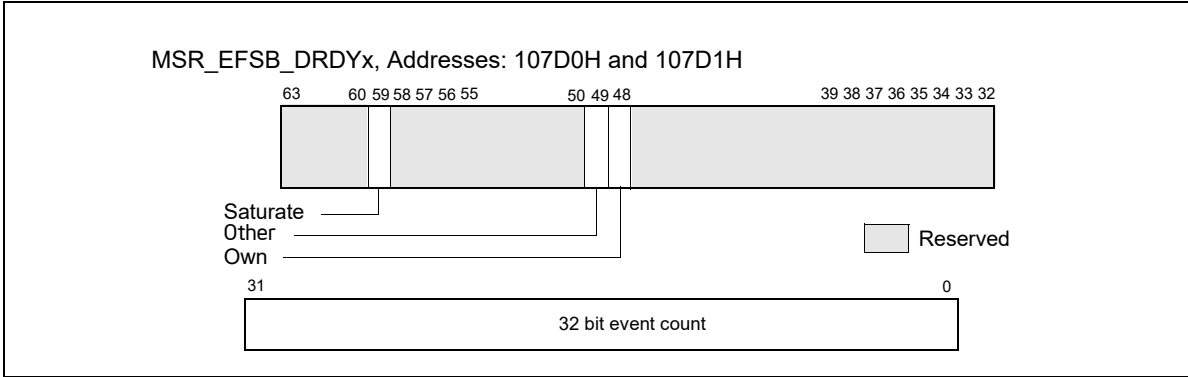 MSR_EFSB_DRDYx, Addresses: 107D0H and 107D1H
63 60 59 58 57 56 55 50 49 48 39 38 37 36 35 34 33 32
Saturate
Other
Own
Reserved
31 0
32 bit event count